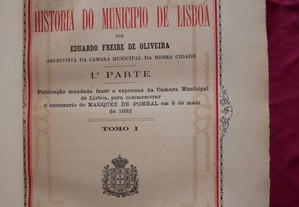 HISTORIA DO MUNICIPIO DE LISBOA
POR
EDUARDO FREIRE DE OLIVEIRA
ARCHIVISTA DA CAMARA MUNICIPAL DA MESMA CIDADE
1.ª PARTE
Publicação mandada fazer a expensas da Camara Municipal
de Lisboa, para commemorar
o centenario do MARQUEZ DE POMBAL em 8 de maio
de 1882
TOMO I